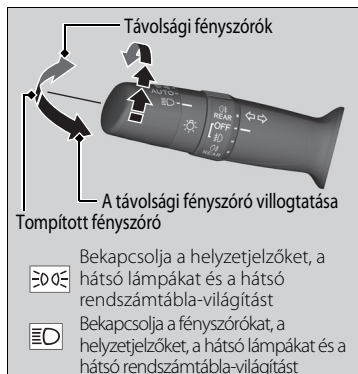 Távolsági fényszórók
AUTO
REAR
OFF
REAR
A távolsági fényszóró villogtatása
Tompított fényszóró
Bekapcsolja a helyzetjelzőket, a
hátsó lámpákat és a hátsó
rendszámtábla-világítást
Bekapcsolja a fényszórókat, a
helyzetjelzőket, a hátsó lámpákat és a
hátsó rendszámtábla-világítást